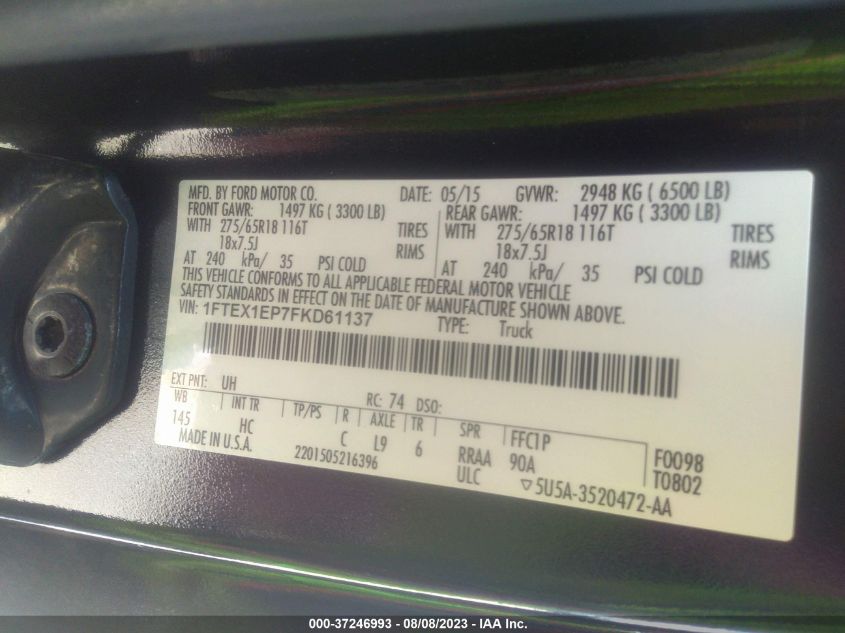 MFD. BY FORD MOTOR CO. DATE: 05/15 GVWR: 2948 KG ( 6500 LB)
FRONT GAWR: 1497 KG ( 3300 LB) REAR GAWR: 1497 KG ( 3300 LB)
WITH 275/65R18 116T TIRES WITH 275/65R18 116T TIRES
18x7.5J RIMS 18x7.5J RIMS
AT 240 kPa/ 35 PSI COLD AT 240 kPa/ 35 PSI COLD
THIS VEHICLE CONFORMS TO ALL APPLICABLE FEDERAL MOTOR VEHICLE
SAFETY STANDARDS IN EFFECT ON THE DATE OF MANUFACTURE SHOWN ABOVE.
VIN: 1FTEX1EP7FKD61137 TYPE: Truck
EXT PNT: UH RC: 74 DSO:
WB INT TR TP/PS R AXLE TR SPR FFC1P
145 HC C L9 6 RRAA 90A F0098
MADE IN U.S.A. 2201505216396 ULC T0802
▽5U5A-3520472-AA
000-37246993 - 08/08/2023 - IAA Inc.